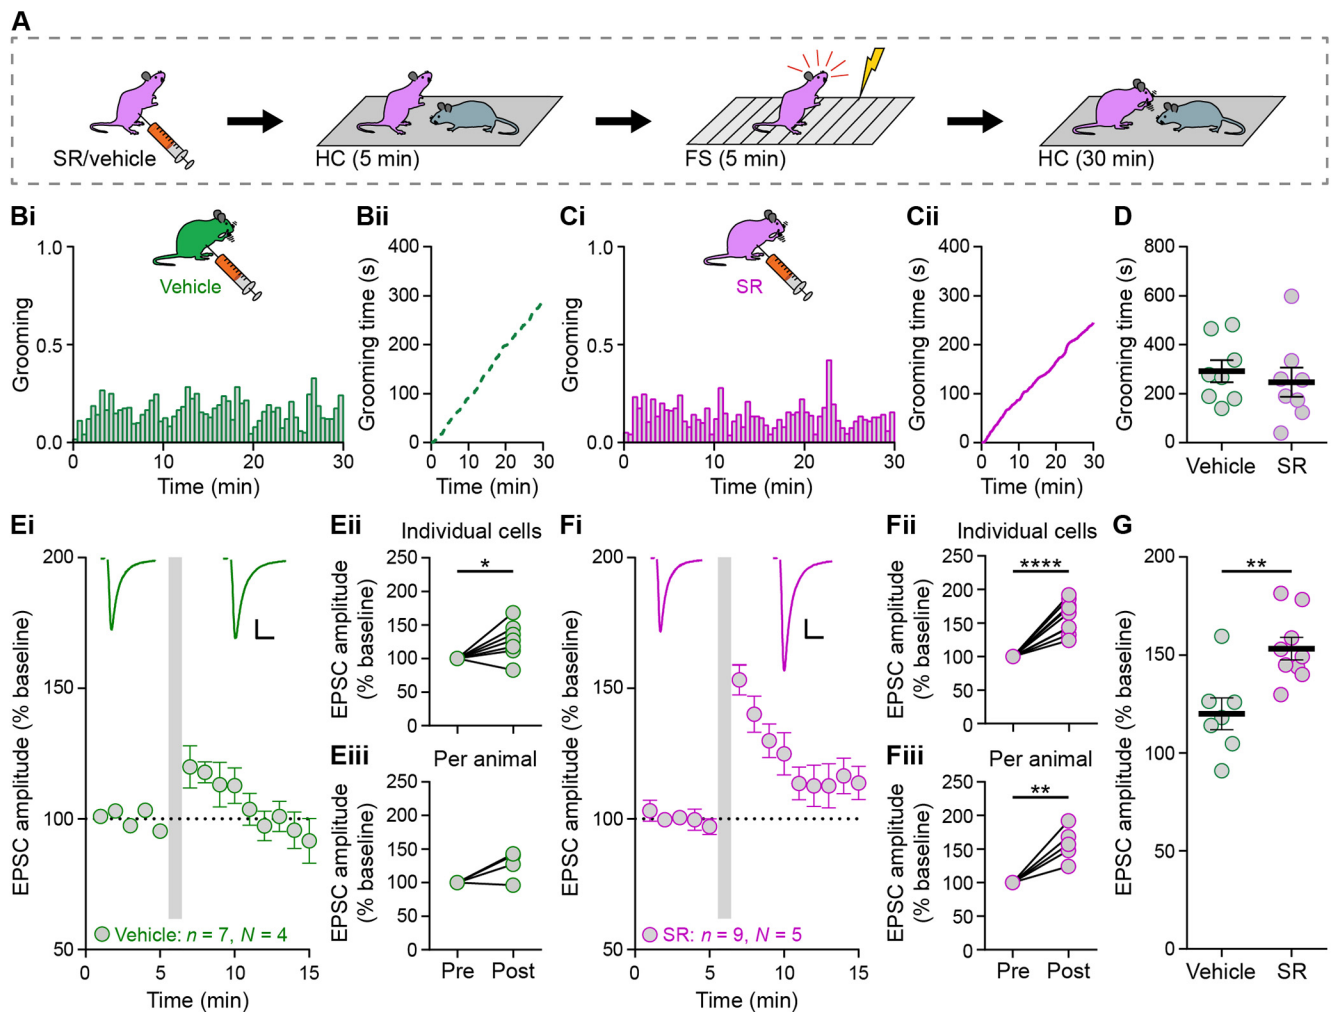 A
SR/vehicle
HC (5 min)
FS (5 min)
HC (30 min)
Bi
Vehicle
1.0
0.5
0.0
Grooming
0
10
20
30
Time (min)
Bii
400
300
200
100
0
Grooming time (s)
0
10
20
30
Time (min)
Ci
SR
1.0
0.5
0.0
Grooming
0
10
20
30
Time (min)
Cii
400
300
200
100
0
Grooming time (s)
0
10
20
30
Time (min)
D
800
600
400
200
0
Grooming time (s)
Vehicle
SR
Ei
200
150
100
50
EPSC amplitude (% baseline)
Vehicle: n = 7, N = 4
0
5
10
15
Time (min)
Eii
Individual cells
250
200
150
100
50
0
EPSC amplitude
(% baseline)
*
Eiii
Per animal
250
200
150
100
50
0
EPSC amplitude
(% baseline)
Pre
Post
Fi
200
150
100
50
EPSC amplitude (% baseline)
SR: n = 9, N = 5
0
5
10
15
Time (min)
Fii
Individual cells
250
200
150
100
50
0
EPSC amplitude
(% baseline)
****
Fiii
Per animal
250
200
150
100
50
0
EPSC amplitude
(% baseline)
**
Pre
Post
G
200
150
100
50
0
EPSC amplitude (% baseline)
**
Vehicle
SR